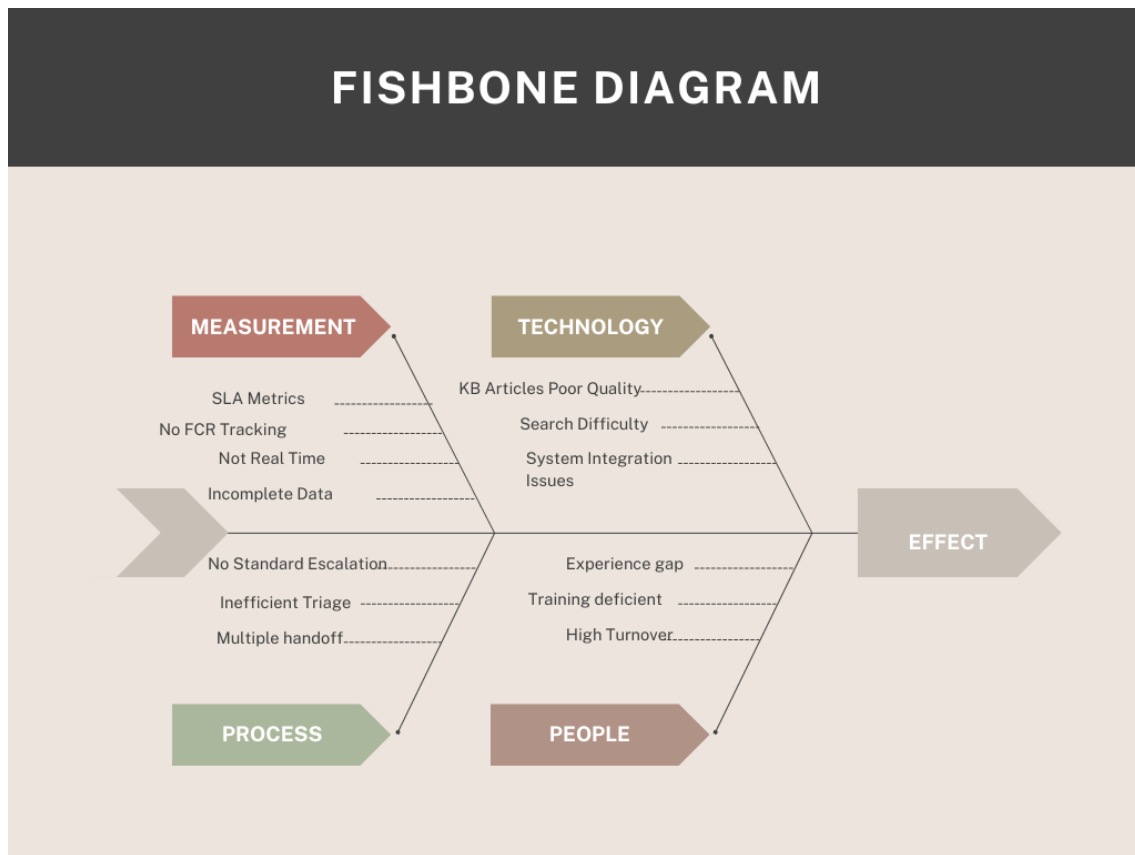 FISHBONE DIAGRAM
MEASUREMENT
SLA Metrics
No FCR Tracking
Not Real Time
Incomplete Data
TECHNOLOGY
KB Articles Poor Quality
Search Difficulty
System Integration
Issues
EFFECT
No Standard Escalation
Inefficient Triage
Multiple handoff
PROCESS
Experience gap
Training deficient
High Turnover
PEOPLE